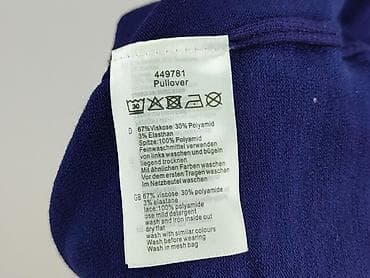 449781
Pullover
30
D 67%Viskose 30%Polyamid
3% Elasthan
Spitze:100% Polyamid
Feinwaschmittel verwenden
von links waschen und bügeln
liegend trocknen
Mit ähnlichen Farben waschen
Vor dem ersten Tragen waschen
Im Netzbeutel waschen
GB 67% viscose 30% polyamide
3% elastane
lace:100% polyamide
use mild detergent
wash and iron inside out
dry flat
wash with similar colours
Wash before wearing
Wash in mesh bag